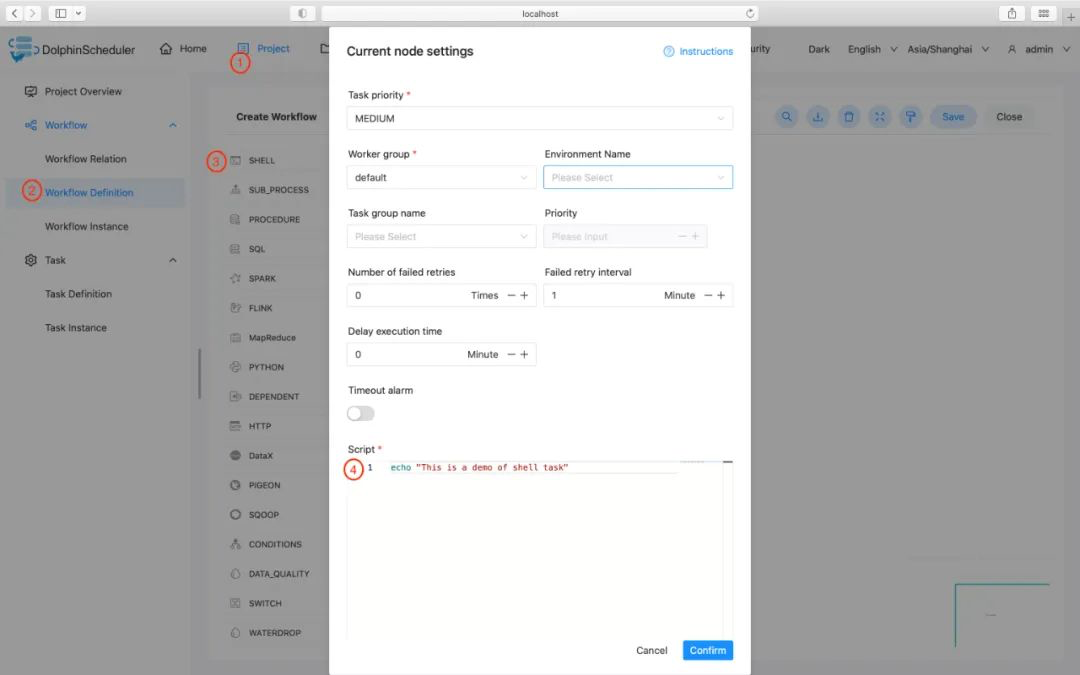 localhost
DolphinScheduler
Home
Project
urity
Dark
English
Asia/Shanghai
admin
1
Project Overview
Workflow
Workflow Relation
2
Workflow Definition
Workflow Instance
Task
Task Definition
Task Instance
Create Workflow
3
SHELL
SUB_PROCESS
PROCEDURE
SQL
SPARK
FLINK
MapReduce
PYTHON
DEPENDENT
HTTP
DataX
PIGEON
SQOOP
CONDITIONS
DATA_QUALITY
SWITCH
WATERDROP
Save
Close
Current node settings
Instructions
Task priority *
MEDIUM
Worker group *
Environment Name
default
Please Select
Task group name
Priority
Please Select
Please Input
Number of failed retries
Failed retry interval
0 Times
1 Minute
Delay execution time
0 Minute
Timeout alarm
Script *
4
1 echo "This is a demo of shell task"
Cancel
Confirm